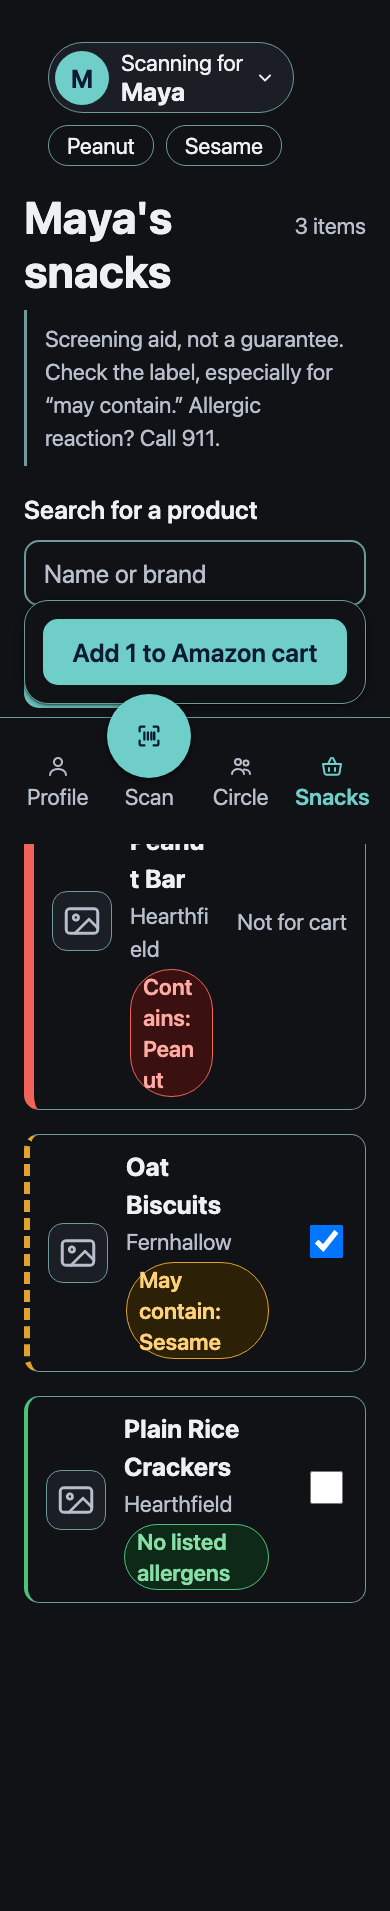 M
Scanning for
Maya
Peanut
Sesame
Maya's
snacks
3 items
Screening aid, not a guarantee.
Check the label, especially for
“may contain.” Allergic
reaction? Call 911.
Search for a product
Name or brand
Add 1 to Amazon cart
Profile
Scan
Circle
Snacks
t Bar
Hearthfi
eld
Not for cart
Cont
ains:
Pean
ut
Oat
Biscuits
Fernhallow
May
contain:
Sesame
Plain Rice
Crackers
Hearthfield
No listed
allergens